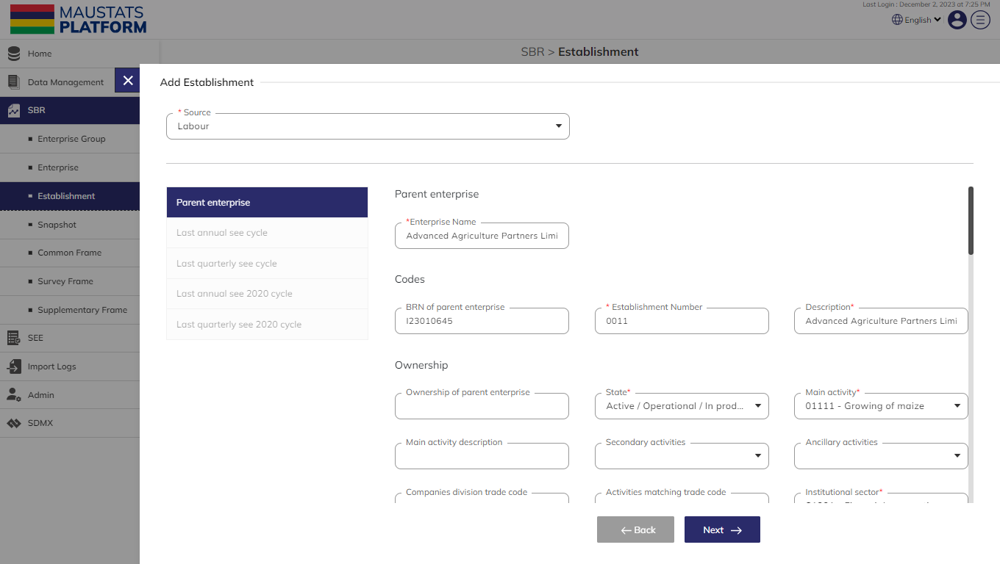 MAUSTATS
PLATFORM
Last Login : December 2, 2023 at 7:25 PM
English
Home
Data Management
SBR
Enterprise Group
Enterprise
Establishment
Snapshot
Common Frame
Survey Frame
Supplementary Frame
SEE
Import Logs
Admin
SDMX
SBR > Establishment
Add Establishment
* Source
Labour
Parent enterprise
Last annual see cycle
Last quarterly see cycle
Last annual see 2020 cycle
Last quarterly see 2020 cycle
Parent enterprise
*Enterprise Name
Advanced Agriculture Partners Limi
Codes
BRN of parent enterprise
I23010645
* Establishment Number
0011
Description*
Advanced Agriculture Partners Limi
Ownership
Ownership of parent enterprise
State*
Active / Operational / In prod...
Main activity*
01111 - Growing of maize
Main activity description
Secondary activities
Ancillary activities
Companies division trade code
Activities matching trade code
Institutional sector*
Back
Next